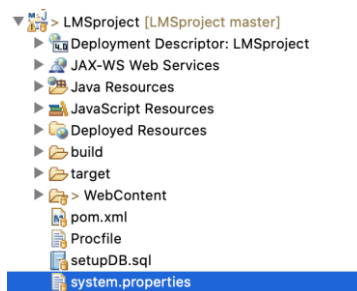 > LMSproject [LMSproject master]
Deployment Descriptor: LMSproject
JAX-WS Web Services
Java Resources
JavaScript Resources
Deployed Resources
build
target
> WebContent
pom.xml
Procfile
setupDB.sql
system.properties